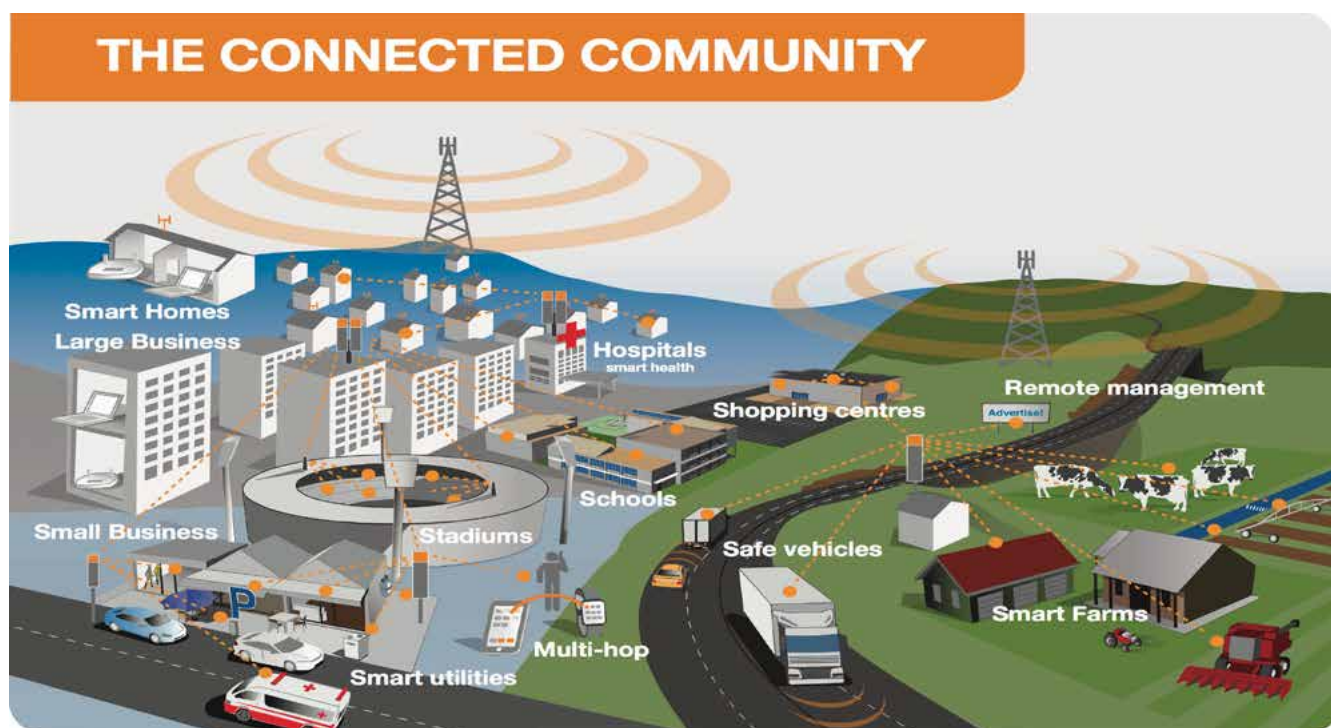 THE CONNECTED COMMUNITY
Smart Homes
Large Business
Hospitals
smart health
Shopping centres
Remote management
Advertise!
Schools
Small Business
Stadiums
Safe vehicles
P
Smart Farms
Multi-hop
Smart utilities